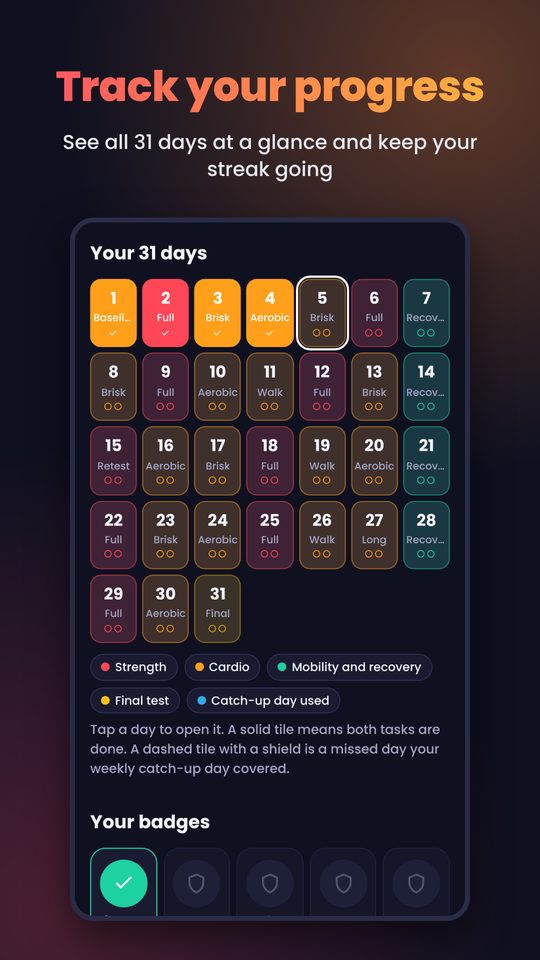 Track your progress
See all 31 days at a glance and keep your
streak going
Your 31 days
1 2 3 4 5 6 7
Baseli... Full Brisk Aerobic Brisk Full Recov...
8 9 10 11 12 13 14
Brisk Full Aerobic Walk Full Brisk Recov...
15 16 17 18 19 20 21
Retest Aerobic Brisk Full Walk Aerobic Recov...
22 23 24 25 26 27 28
Full Brisk Aerobic Full Walk Long Recov...
29 30 31
Full Aerobic Final
Strength Cardio Mobility and recovery
Final test Catch-up day used
Tap a day to open it. A solid tile means both tasks are
done. A dashed tile with a shield is a missed day your
weekly catch-up day covered.
Your badges